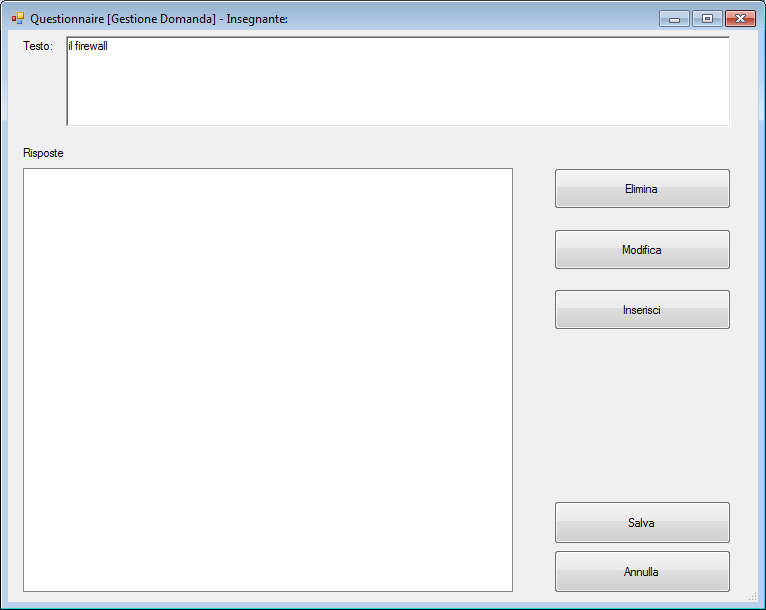 Questionnaire [Gestione Domanda] - Insegnante:
Testo:
il firewall
Risposte
Elimina
Modifica
Inserisci
Salva
Annulla